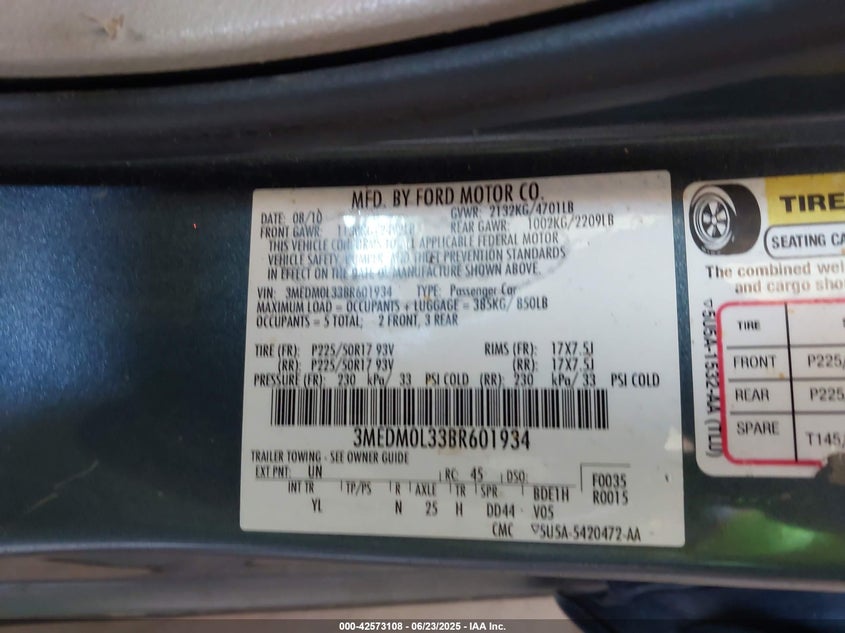 MFD. BY FORD MOTOR CO.
DATE: 08/10 GVWR: 2132KG/4701LB
FRONT GAWR: REAR GAWR: 1002KG/2209LB
THIS VEHICLE TO ALL APPLICABLE FEDERAL MOTOR
VEHICLE SAFETY, AND THEFT PREVENTION STANDARDS
IN EFFECT ON THE DATE OF MANUFACTURE SHOWN ABOVE.
VIN: 3MEDM0L33BR601934 TYPE: Passenger Car
MAXIMUM LOAD = OCCUPANTS + LUGGAGE = 385KG/ 850LB
OCCUPANTS = 5 TOTAL; 2 FRONT, 3 REAR
TIRE (FR): P225/50R17 93V RIMS (FR): 17X7.5J
(RR): P225/50R17 93V (RR): 17X7.5J
PRESSURE (FR): 230 kPa/ 33 PSI COLD (RR): 230 kPa/ 33 PSI COLD
3MEDM0L33BR601934
TRAILER TOWING - SEE OWNER GUIDE
EXT PNT: UN RC: 45 DSO: F0035
INT TR TP/PS R AXLE TR SPR BDE1H R0015
YL N 25 H DD44 V05
CMC ▽5U5A-5420472-AA
TIRE
SEATING CA
The combined wei
and cargo shou
▽5U5A-1532-AA (TLU)
TIRE
FRONT P225/
REAR P225
SPARE T145/
000-42573108 - 06/23/2025 - IAA Inc.